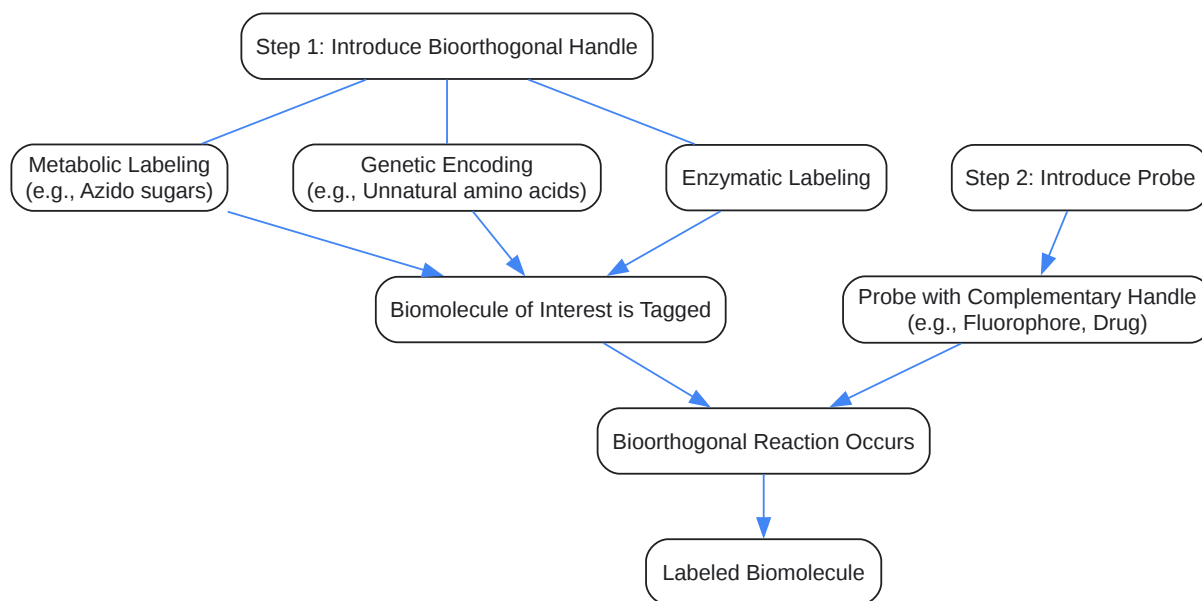 Step 1: Introduce Bioorthogonal Handle
Metabolic Labeling
(e.g., Azido sugars)
Genetic Encoding
(e.g., Unnatural amino acids)
Enzymatic Labeling
Step 2: Introduce Probe
Biomolecule of Interest is Tagged
Probe with Complementary Handle
(e.g., Fluorophore, Drug)
Bioorthogonal Reaction Occurs
Labeled Biomolecule